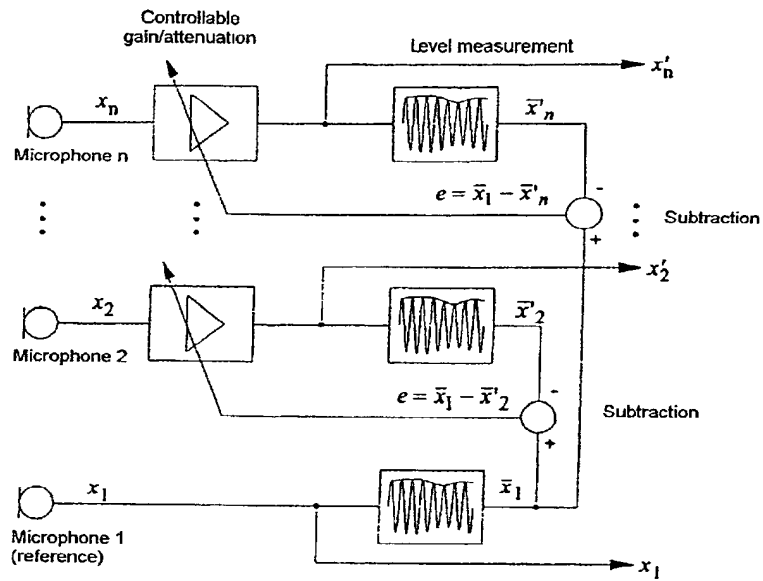 Controllable
gain/attenuation
Level measurement
x′n
xn
x̄′n
Microphone n
-
e = x̄1 − x̄′n
+
Subtraction
x′2
x2
x̄′2
Microphone 2
-
e = x̄1 − x̄′2
+
Subtraction
x1
x̄1
Microphone 1
(reference)
x1